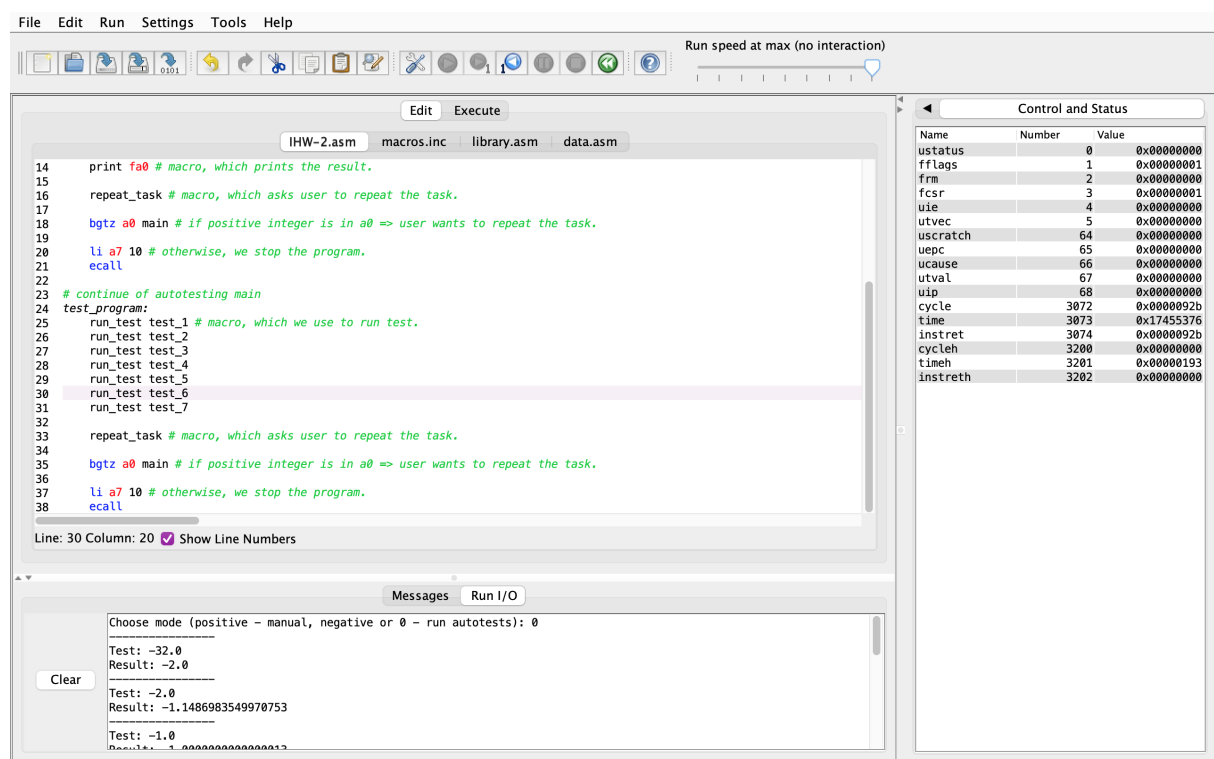 File Edit Run Settings Tools Help
Run speed at max (no interaction)
0101
1
1
Edit Execute
IHW-2.asm macros.inc library.asm data.asm
14 print fa0 # macro, which prints the result.
15
16 repeat_task # macro, which asks user to repeat the task.
17
18 bgtz a0 main # if positive integer is in a0 => user wants to repeat the task.
19
20 li a7 10 # otherwise, we stop the program.
21 ecall
22
23 # continue of autotesting main
24 test_program:
25 run_test test_1 # macro, which we use to run test.
26 run_test test_2
27 run_test test_3
28 run_test test_4
29 run_test test_5
30 run_test test_6
31 run_test test_7
32
33 repeat_task # macro, which asks user to repeat the task.
34
35 bgtz a0 main # if positive integer is in a0 => user wants to repeat the task.
36
37 li a7 10 # otherwise, we stop the program.
38 ecall
Line: 30 Column: 20 Show Line Numbers
Messages Run I/O
Clear
Choose mode (positive – manual, negative or 0 – run autotests): 0
----------------
Test: -32.0
Result: -2.0
----------------
Test: -2.0
Result: -1.1486983549970753
----------------
Test: -1.0
Result: -1.0000000000000013
Control and Status
Name Number Value
ustatus 0 0x00000000
fflags 1 0x00000001
frm 2 0x00000000
fcsr 3 0x00000001
uie 4 0x00000000
utvec 5 0x00000000
uscratch 64 0x00000000
uepc 65 0x00000000
ucause 66 0x00000000
utval 67 0x00000000
uip 68 0x00000000
cycle 3072 0x0000092b
time 3073 0x17455376
instret 3074 0x0000092b
cycleh 3200 0x00000000
timeh 3201 0x00000193
instreth 3202 0x00000000